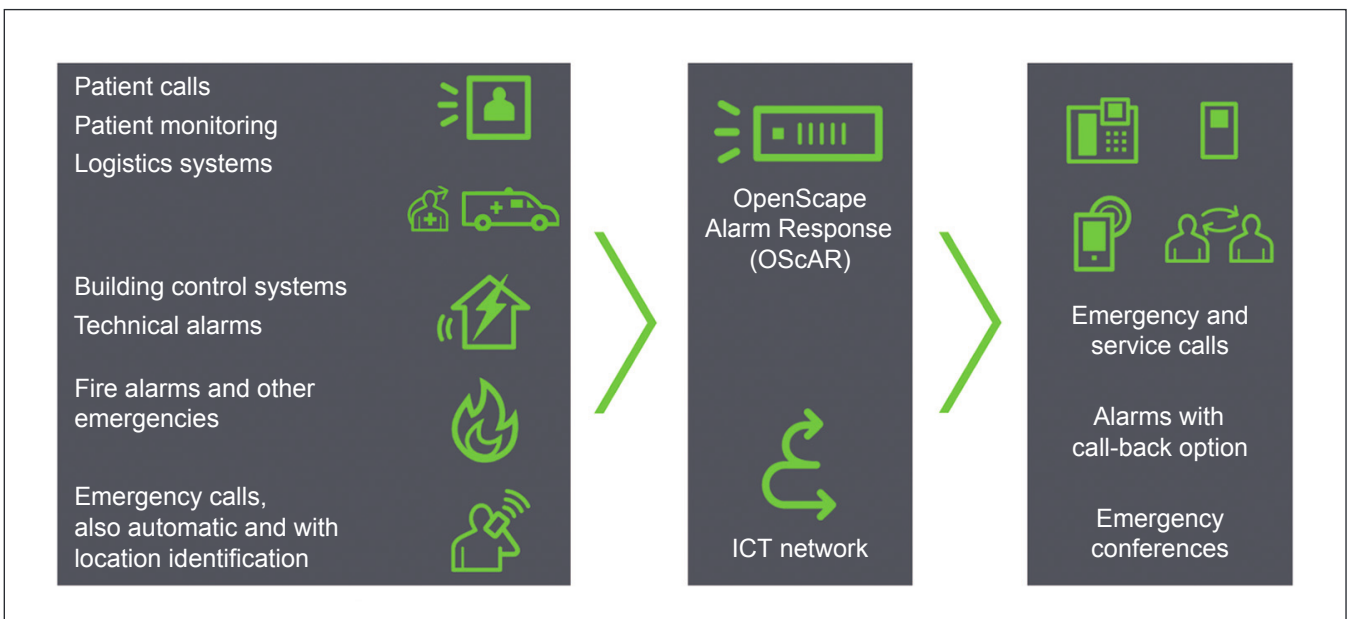 Patient calls
Patient monitoring
Logistics systems
Building control systems
Technical alarms
Fire alarms and other
emergencies
Emergency calls,
also automatic and with
location identification
OpenScape
Alarm Response
(OScAR)
ICT network
Emergency and
service calls
Alarms with
call-back option
Emergency
conferences